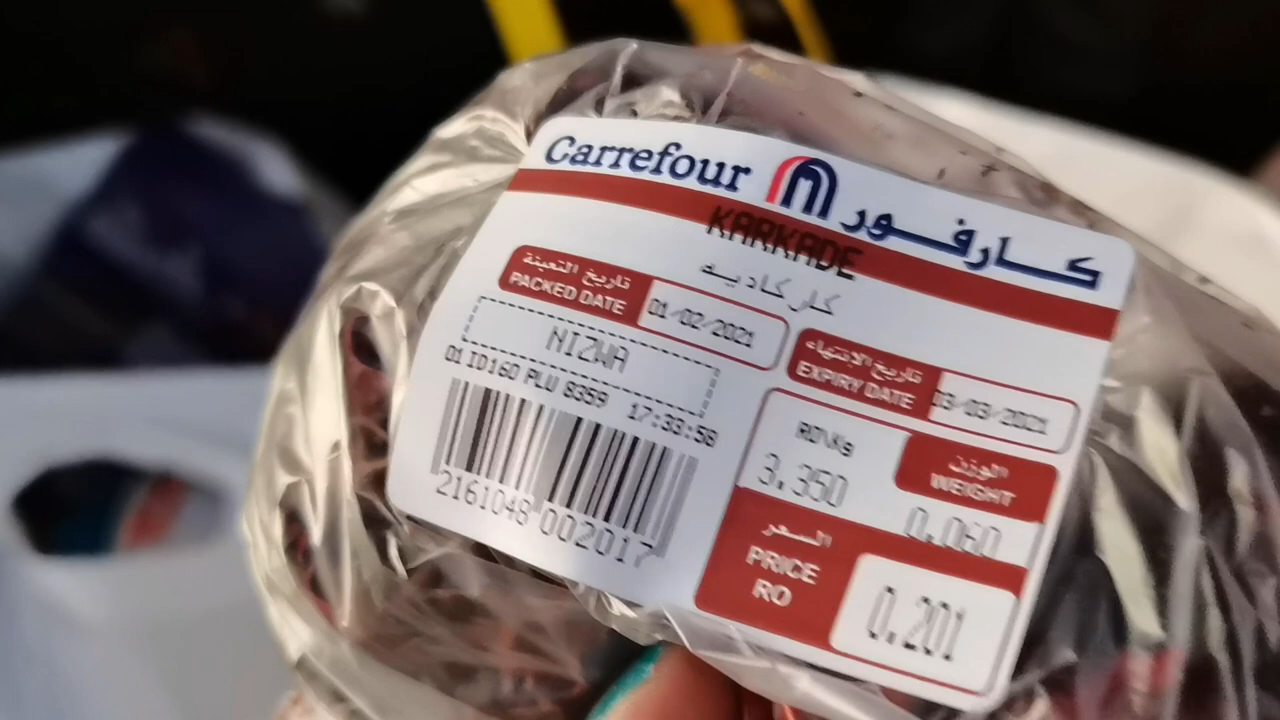 Carrefour كارفور
KARKADE
كاركاديه
تاريخ التعبئة
PACKED DATE
01/02/2021
تاريخ الإنتهاء
EXPIRY DATE
03/03/2021
NIZWA
01 ID160 PLU 8359 17:33:58
2161048 002017
RO\Kg
3.350
الوزن
WEIGHT
0.060
السعر
PRICE
RO
0.201